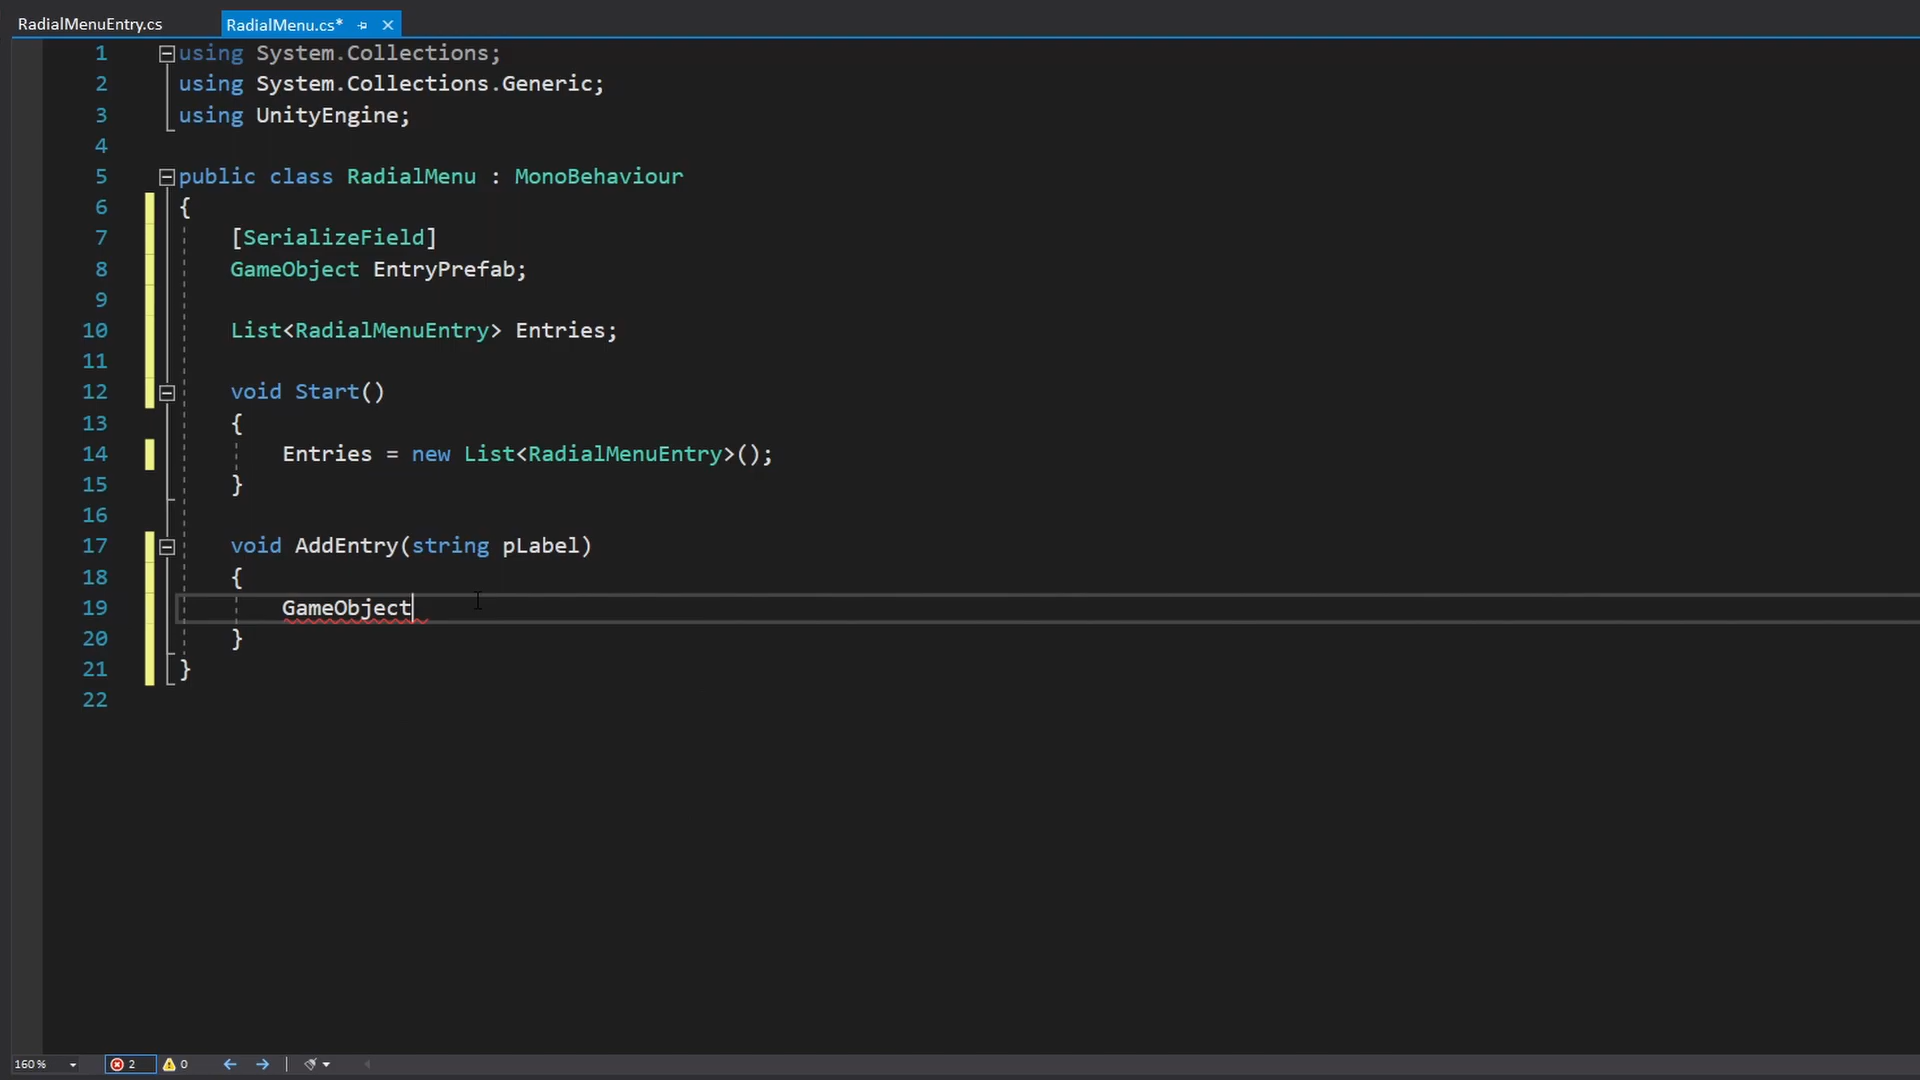 RadialMenuEntry.cs RadialMenu.cs*
1 using System.Collections;
2 using System.Collections.Generic;
3 using UnityEngine;
4
5 public class RadialMenu : MonoBehaviour
6 {
7 [SerializeField]
8 GameObject EntryPrefab;
9
10 List<RadialMenuEntry> Entries;
11
12 void Start()
13 {
14 Entries = new List<RadialMenuEntry>();
15 }
16
17 void AddEntry(string pLabel)
18 {
19 GameObject
20 }
21 }
22
160 % 2 0